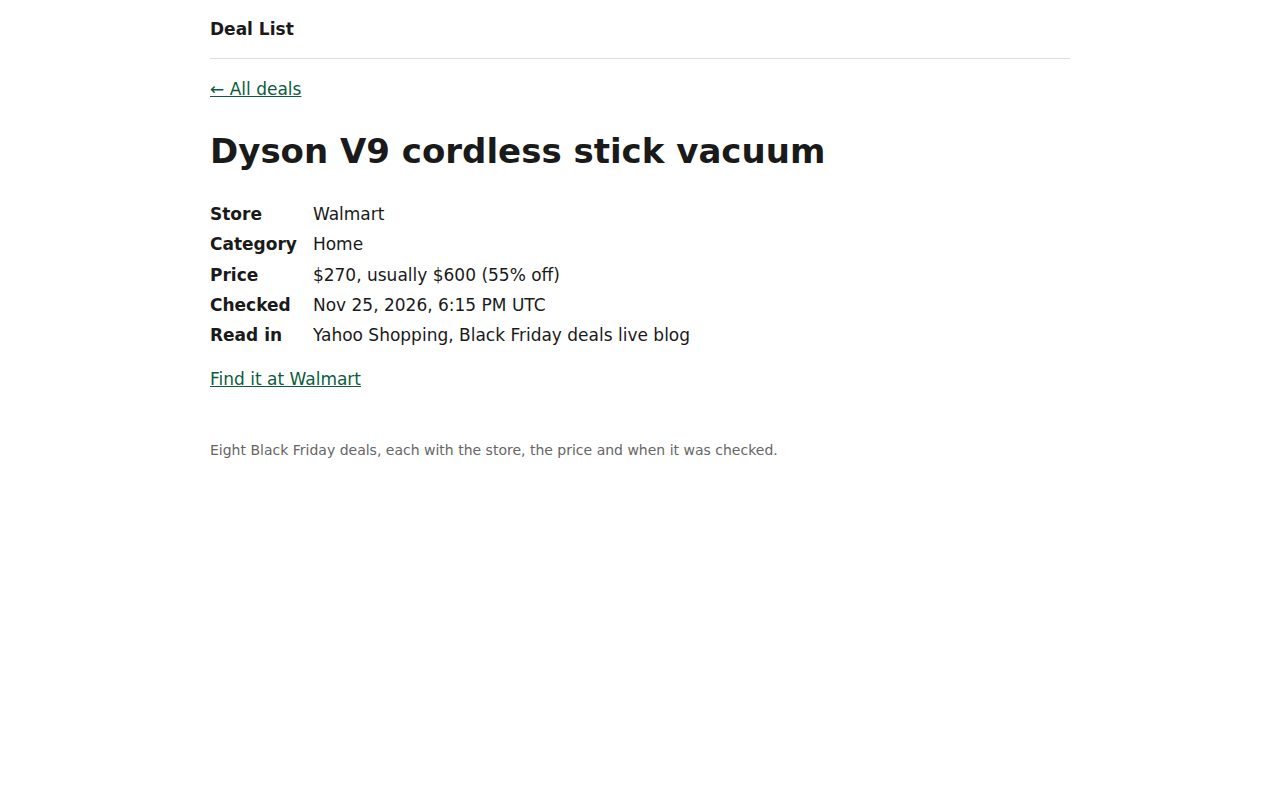 Deal List
← All deals
Dyson V9 cordless stick vacuum
Store Walmart
Category Home
Price $270, usually $600 (55% off)
Checked Nov 25, 2026, 6:15 PM UTC
Read in Yahoo Shopping, Black Friday deals live blog
Find it at Walmart
Eight Black Friday deals, each with the store, the price and when it was checked.